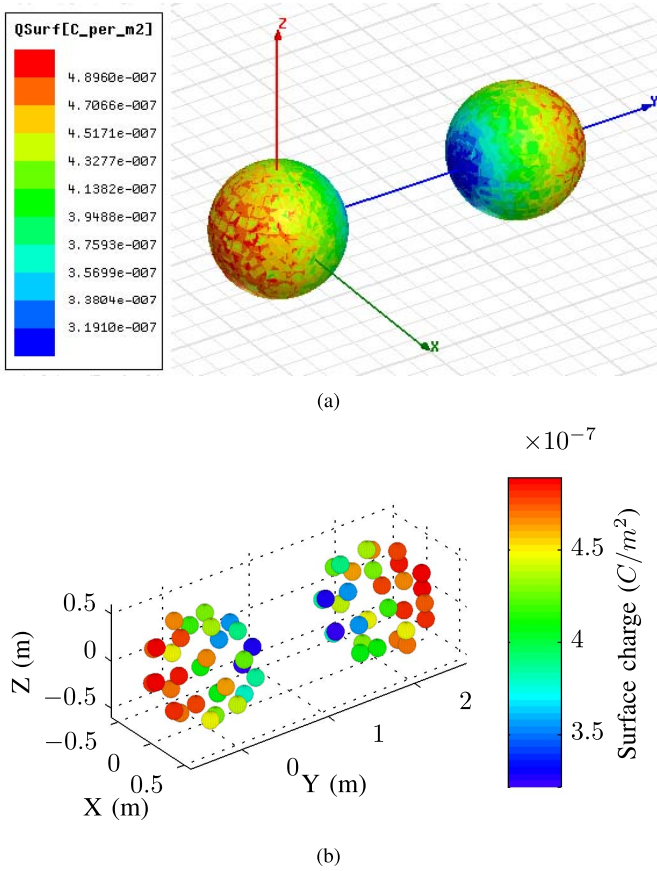 QSurf[C_per_m2]
4.8960e-007
4.7066e-007
4.5171e-007
4.3277e-007
4.1382e-007
3.9488e-007
3.7593e-007
3.5699e-007
3.3804e-007
3.1910e-007
Z
Y
X
(a)
×10−7
4.5
4
3.5
Surface charge (C/m2)
0.5
0
−0.5
Z (m)
−0.5
0
0.5
X (m)
0
1
2
Y (m)
(b)